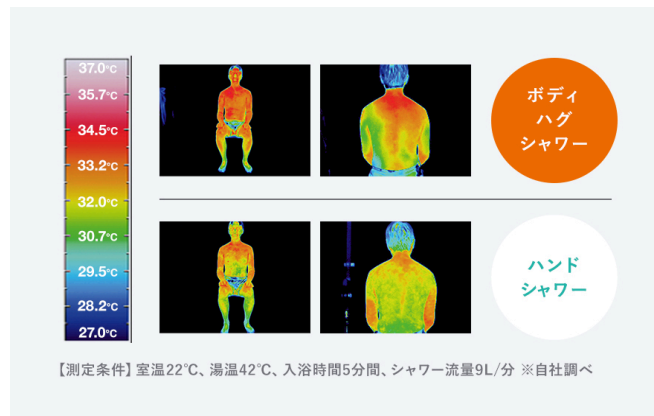 37.0℃
35.7℃
34.5℃
33.2℃
32.0℃
30.7℃
29.5℃
28.2℃
27.0℃
ボディ
ハグ
シャワー
ハンド
シャワー
【測定条件】室温22℃、湯温42℃、入浴時間5分間、シャワー流量9L/分 ※自社調べ